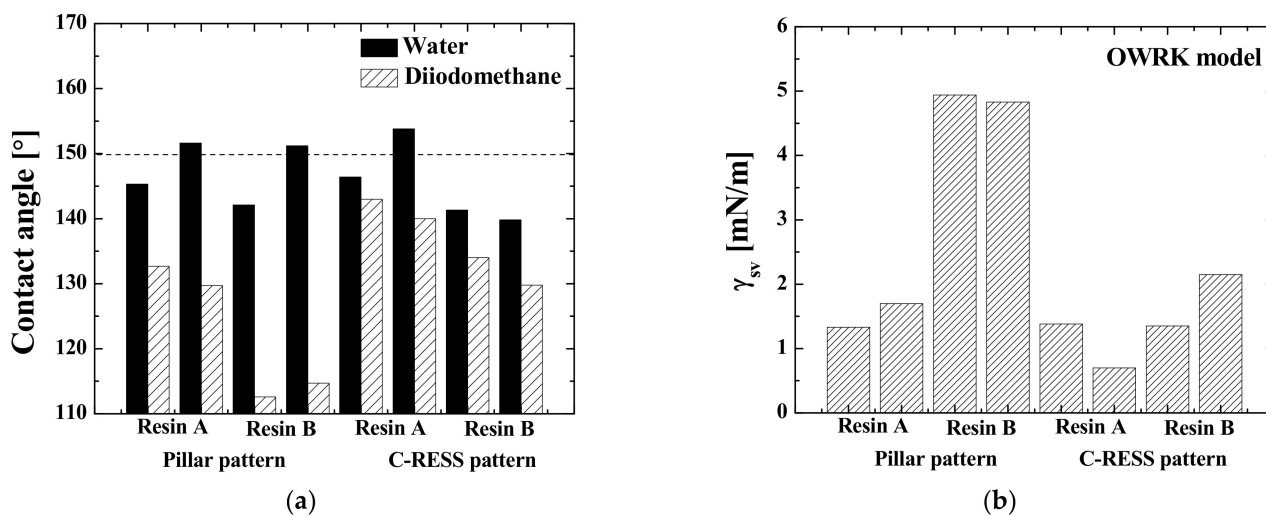 170
160
150
140
130
120
110
Contact angle [°]
Water
Diiodomethane
Resin A Resin B Resin A Resin B
Pillar pattern C-RESS pattern
(a)
6
5
4
3
2
1
0
γsv [mN/m]
OWRK model
Resin A Resin B Resin A Resin B
Pillar pattern C-RESS pattern
(b)